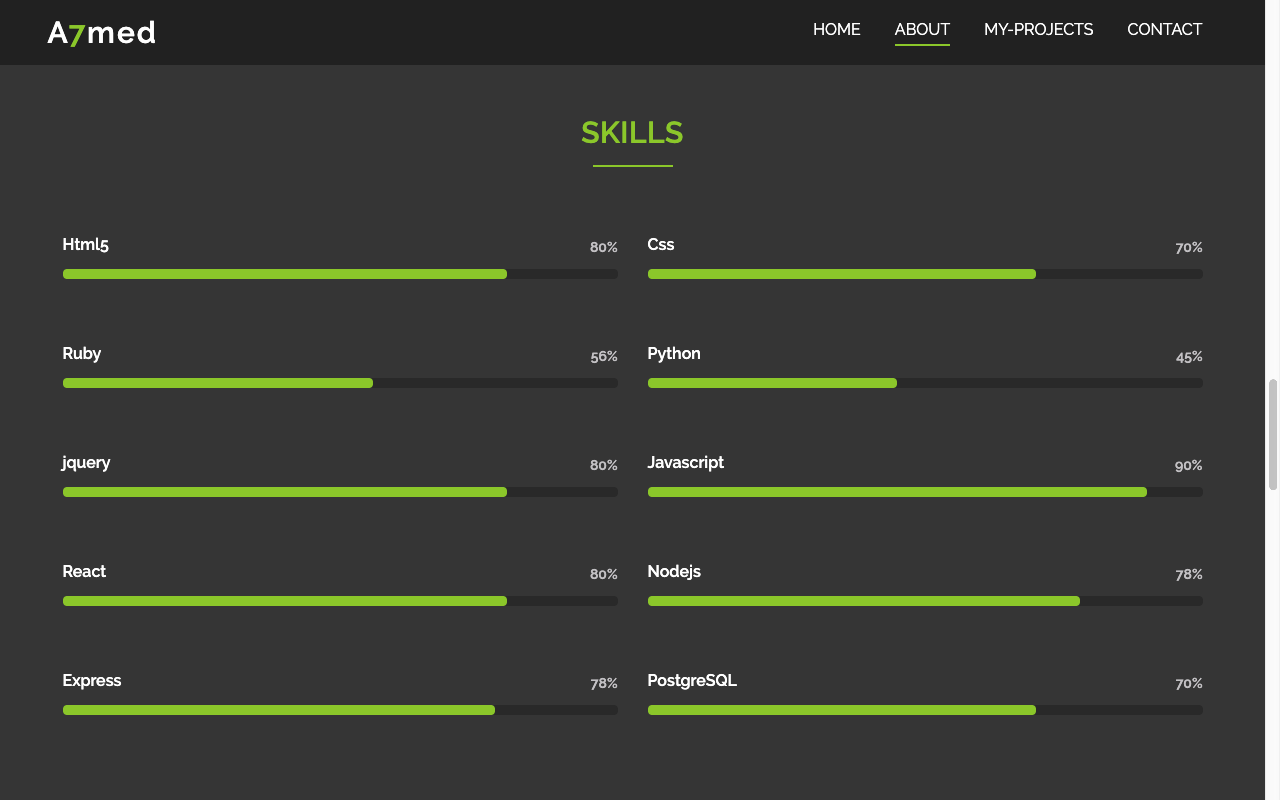 A7med
HOME ABOUT MY-PROJECTS CONTACT
SKILLS
Html5 80%
Css 70%
Ruby 56%
Python 45%
jquery 80%
Javascript 90%
React 80%
Nodejs 78%
Express 78%
PostgreSQL 70%